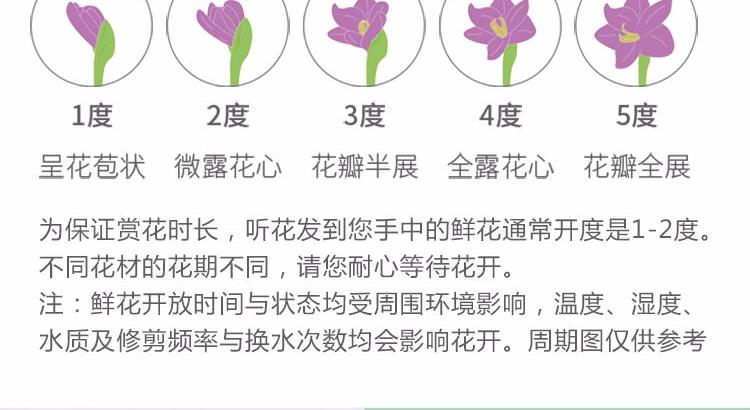 1度 2度 3度 4度 5度
呈花苞状 微露花心 花瓣半展 全露花心 花瓣全展
为保证赏花时长，听花发到您手中的鲜花通常开度是1-2度。
不同花材的花期不同，请您耐心等待花开。
注：鲜花开放时间与状态均受周围环境影响，温度、湿度、
水质及修剪频率与换水次数均会影响花开。周期图仅供参考